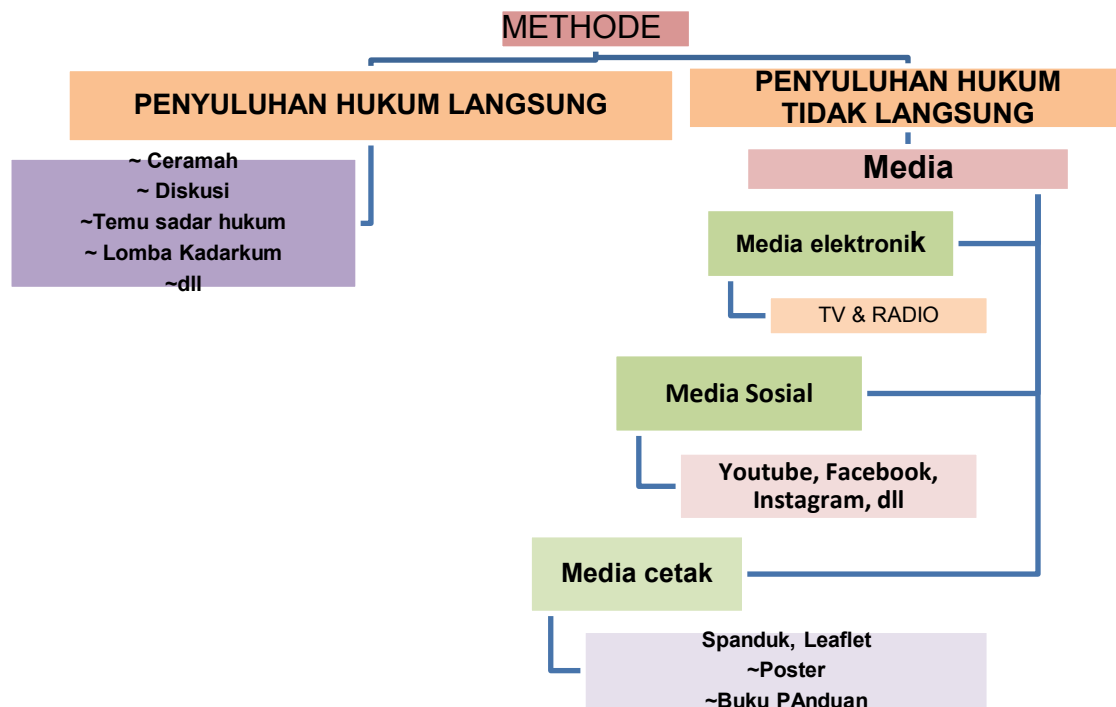 METHODE
PENYULUHAN HUKUM LANGSUNG
~ Ceramah
~ Diskusi
~Temu sadar hukum
~ Lomba Kadarkum
~dll
PENYULUHAN HUKUM
TIDAK LANGSUNG
Media
Media elektronik
TV & RADIO
Media Sosial
Youtube, Facebook,
Instagram, dll
Media cetak
Spanduk, Leaflet
~Poster
~Buku PAnduan